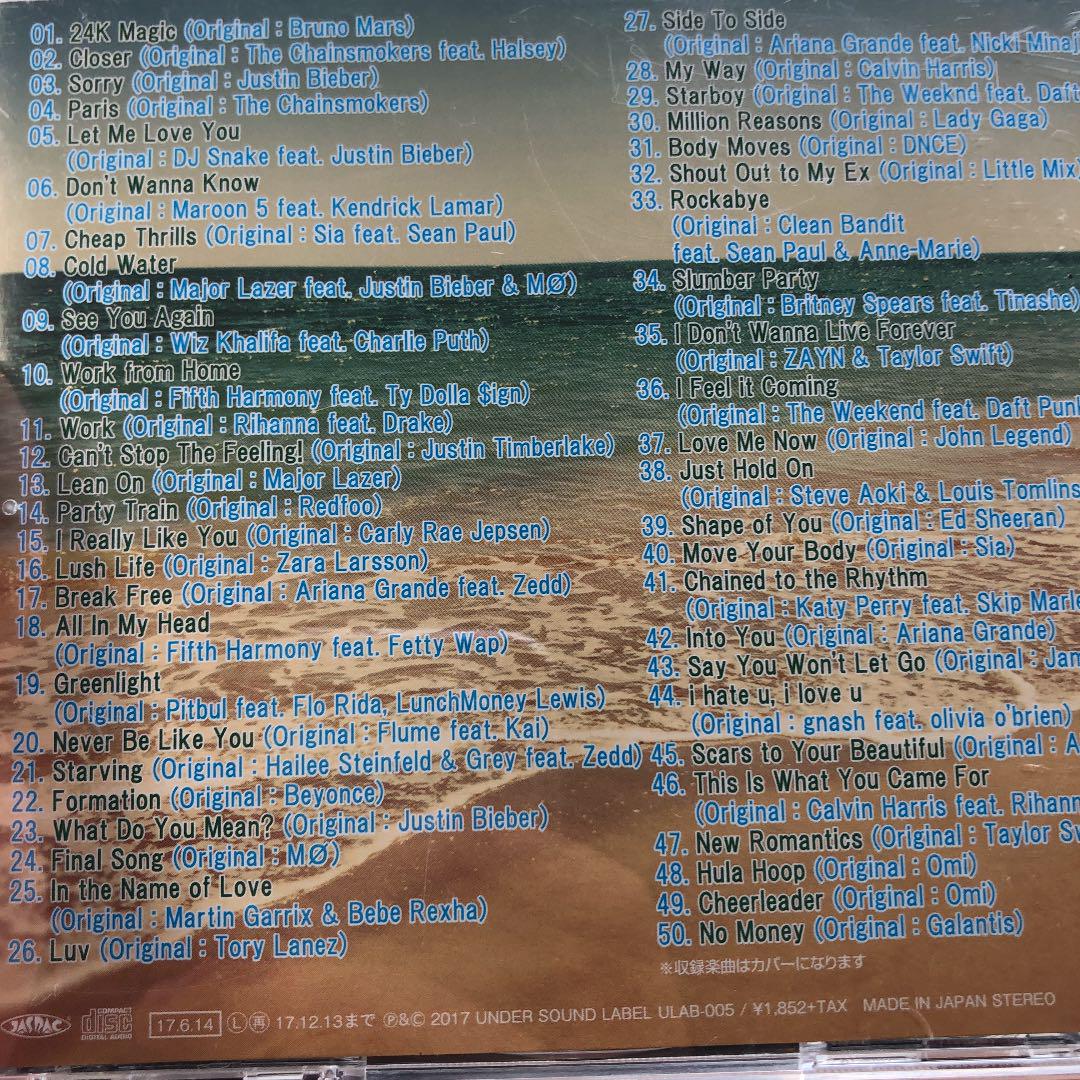 01. 24K Magic (Original : Bruno Mars)
02. Closer (Original : The Chainsmokers feat. Halsey)
03. Sorry (Original : Justin Bieber)
04. Paris (Original : The Chainsmokers)
05. Let Me Love You
(Original : DJ Snake feat. Justin Bieber)
06. Don't Wanna Know
(Original : Maroon 5 feat. Kendrick Lamar)
07. Cheap Thrills (Original : Sia feat. Sean Paul)
08. Cold Water
(Original : Major Lazer feat. Justin Bieber & MØ)
09. See You Again
(Original : Wiz Khalifa feat. Charlie Puth)
10. Work from Home
(Original : Fifth Harmony feat. Ty Dolla $ign)
11. Work (Original : Rihanna feat. Drake)
12. Can't Stop The Feeling! (Original : Justin Timberlake)
13. Lean On (Original : Major Lazer)
14. Party Train (Original : Redfoo)
15. I Really Like You (Original : Carly Rae Jepsen)
16. Lush Life (Original : Zara Larsson)
17. Break Free (Original : Ariana Grande feat. Zedd)
18. All In My Head
(Original : Fifth Harmony feat. Fetty Wap)
19. Greenlight
(Original : Pitbul feat. Flo Rida, LunchMoney Lewis)
20. Never Be Like You (Original : Flume feat. Kai)
21. Starving (Original : Hailee Steinfeld & Grey feat. Zedd)
22. Formation (Original : Beyonce)
23. What Do You Mean? (Original : Justin Bieber)
24. Final Song (Original : MØ)
25. In the Name of Love
(Original : Martin Garrix & Bebe Rexha)
26. Luv (Original : Tory Lanez)
27. Side To Side
(Original : Ariana Grande feat. Nicki Minaj
28. My Way (Original : Calvin Harris)
29. Starboy (Original : The Weeknd feat. Daft
30. Million Reasons (Original : Lady Gaga)
31. Body Moves (Original : DNCE)
32. Shout Out to My Ex (Original : Little Mix)
33. Rockabye
(Original : Clean Bandit
feat. Sean Paul & Anne-Marie)
34. Slumber Party
(Original : Britney Spears feat. Tinashe)
35. I Don't Wanna Live Forever
(Original : ZAYN & Taylor Swift)
36. I Feel it Coming
(Original : The Weekend feat. Daft Punk
37. Love Me Now (Original : John Legend)
38. Just Hold On
(Original : Steve Aoki & Louis Tomlins
39. Shape of You (Original : Ed Sheeran)
40. Move Your Body (Original : Sia)
41. Chained to the Rhythm
(Original : Katy Perry feat. Skip Marle
42. Into You (Original : Ariana Grande)
43. Say You Won't Let Go (Original : Jam
44. i hate u, i love u
(Original : gnash feat. olivia o'brien)
45. Scars to Your Beautiful (Original : A
46. This Is What You Came For
(Original : Calvin Harris feat. Rihann
47. New Romantics (Original : Taylor Sw
48. Hula Hoop (Original : Omi)
49. Cheerleader (Original : Omi)
50. No Money (Original : Galantis)
※収録楽曲はカバーになります
JASRAC COMPACT disc DIGITAL AUDIO 17.6.14 Ⓛ㊢ 17.12.13まで Ⓟ&© 2017 UNDER SOUND LABEL ULAB-005 / ¥1,852+TAX MADE IN JAPAN STEREO